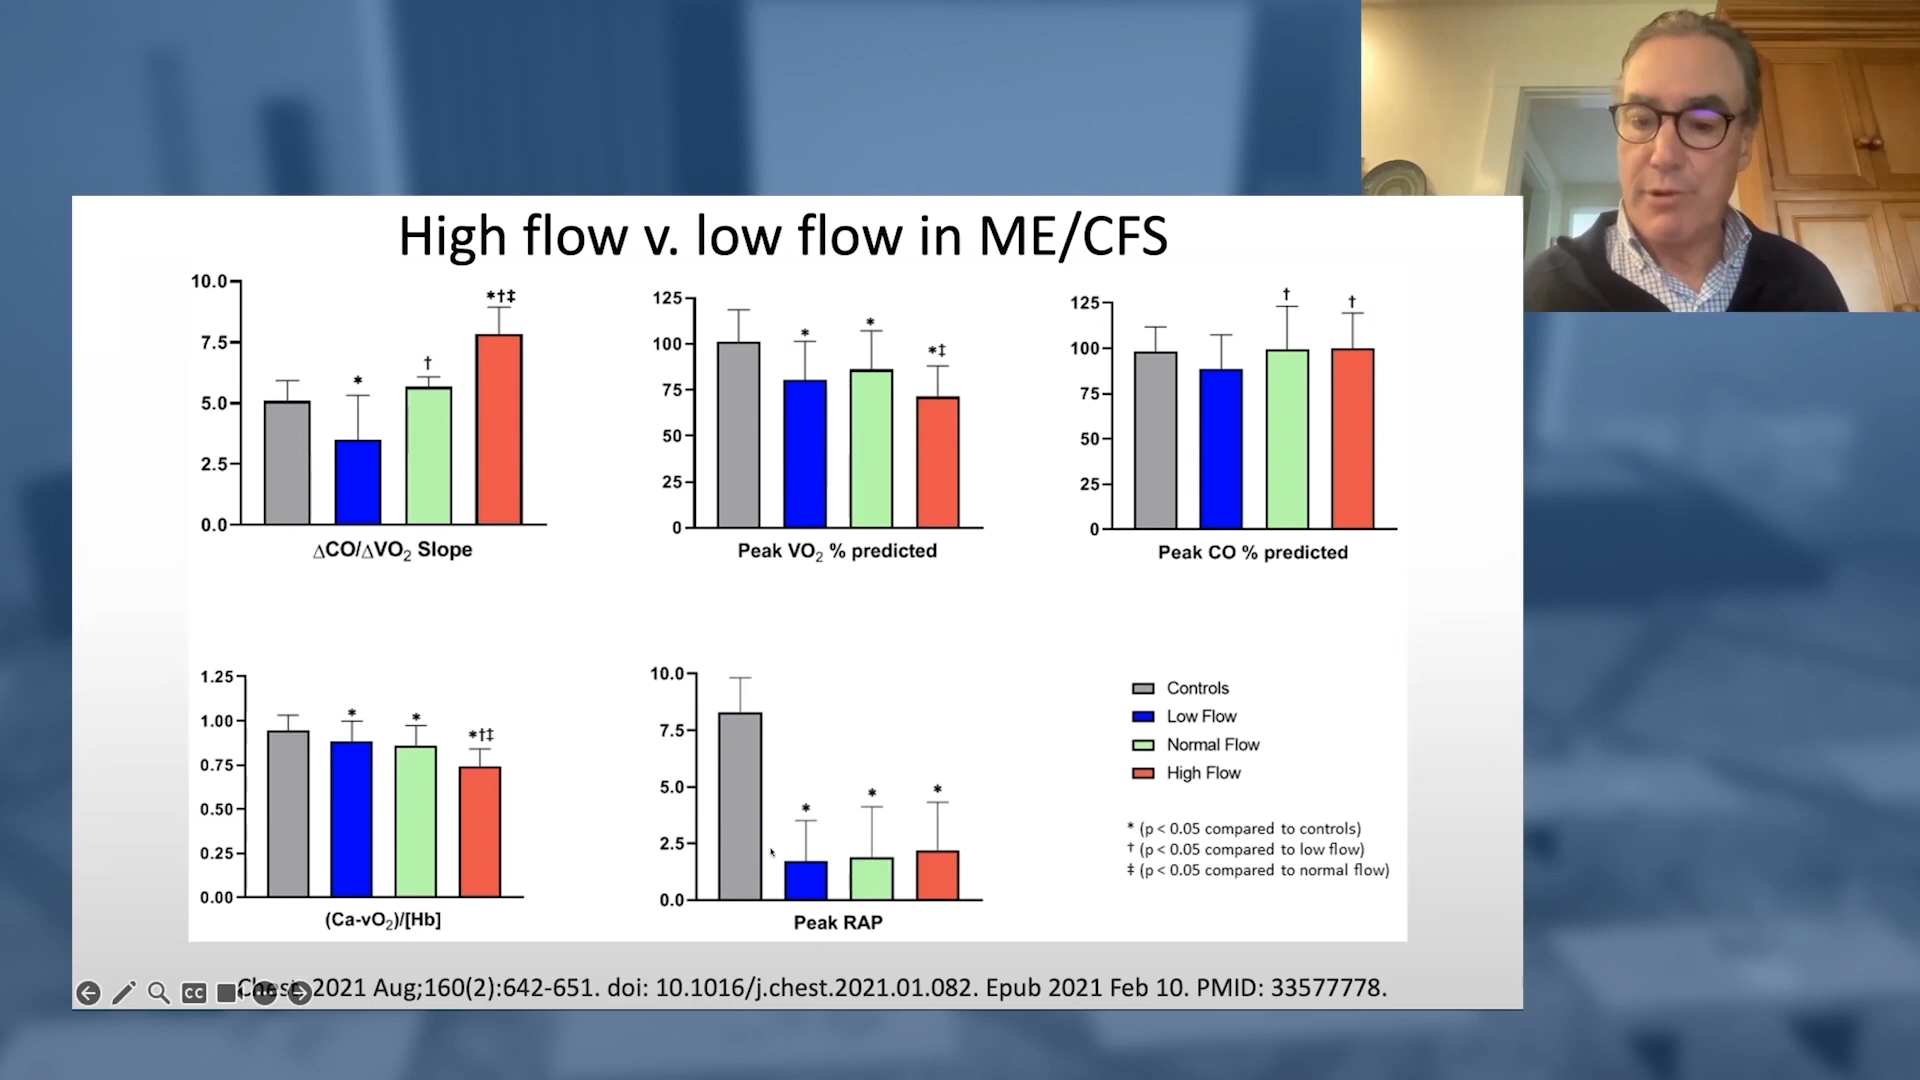 High flow v. low flow in ME/CFS
10.0
7.5
5.0
2.5
0.0
*
†
*†‡
ΔCO/ΔVO₂ Slope
125
100
75
50
25
0
*
*
*‡
Peak VO₂ % predicted
125
100
75
50
25
0
†
†
Peak CO % predicted
1.25
1.00
0.75
0.50
0.25
0.00
*
*
*†‡
(Ca-vO₂)/[Hb]
10.0
7.5
5.0
2.5
0.0
*
*
*
Peak RAP
Controls
Low Flow
Normal Flow
High Flow
* (p < 0.05 compared to controls)
† (p < 0.05 compared to low flow)
‡ (p < 0.05 compared to normal flow)
CC
Chest. 2021 Aug;160(2):642-651. doi: 10.1016/j.chest.2021.01.082. Epub 2021 Feb 10. PMID: 33577778.